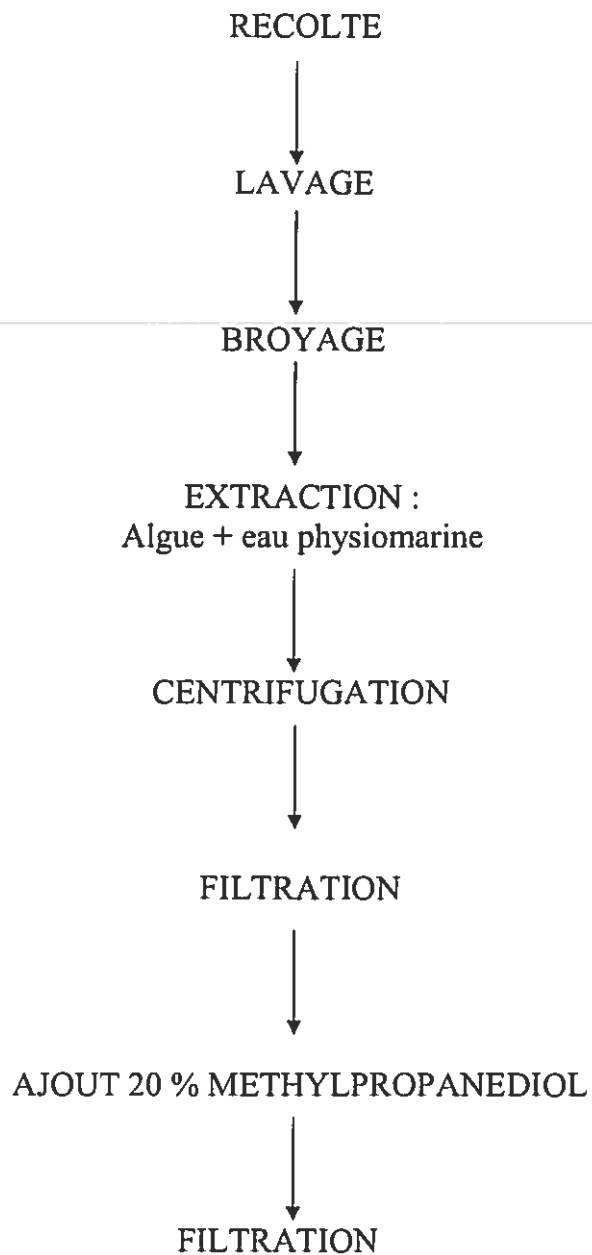 RECOLTE
LAVAGE
BROYAGE
EXTRACTION :
Algue + eau physiomarine
CENTRIFUGATION
FILTRATION
AJOUT 20 % METHYLPROPANEDIOL
FILTRATION